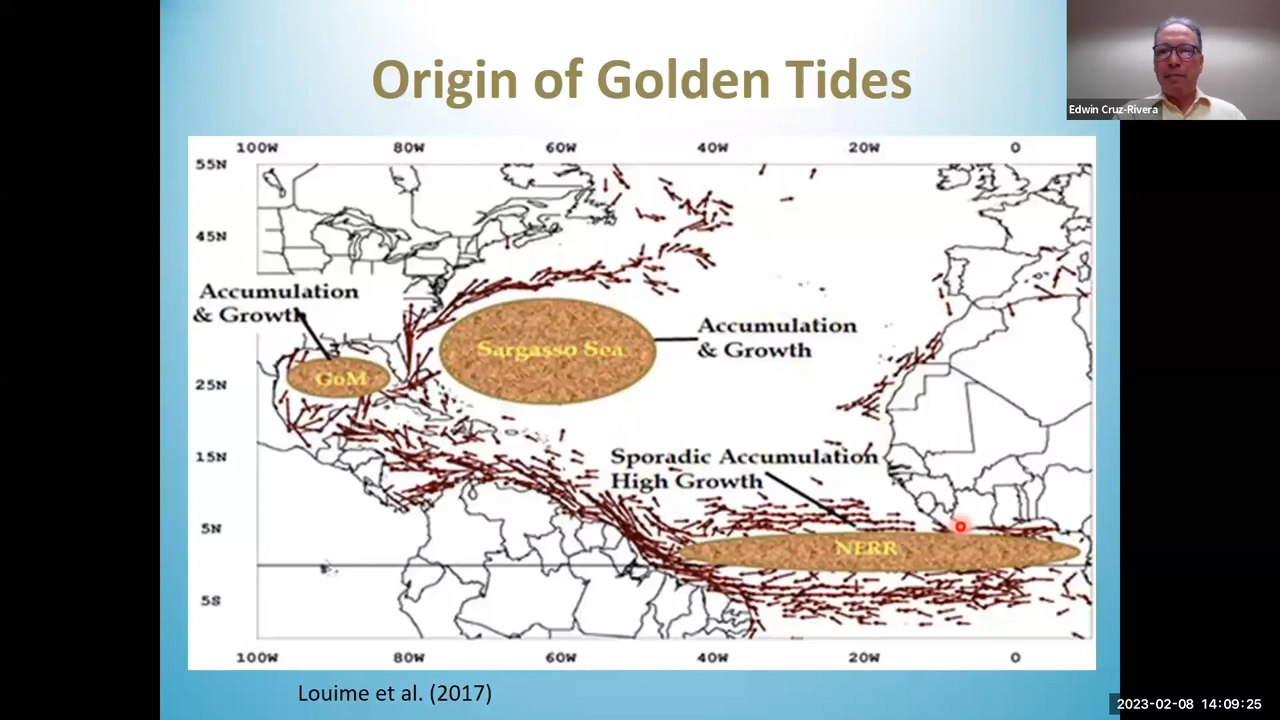 Origin of Golden Tides
Edwin Cruz-Rivera
100W 80W 60W 40W 20W 0
55N
45N
Accumulation
& Growth
Sargasso Sea
Accumulation
& Growth
GoM
25N
15N
Sporadic Accumulation
High Growth
5N
NERR
5S
100W 80W 60W 40W 20W 0
Louime et al. (2017)
2023-02-08 14:09:25